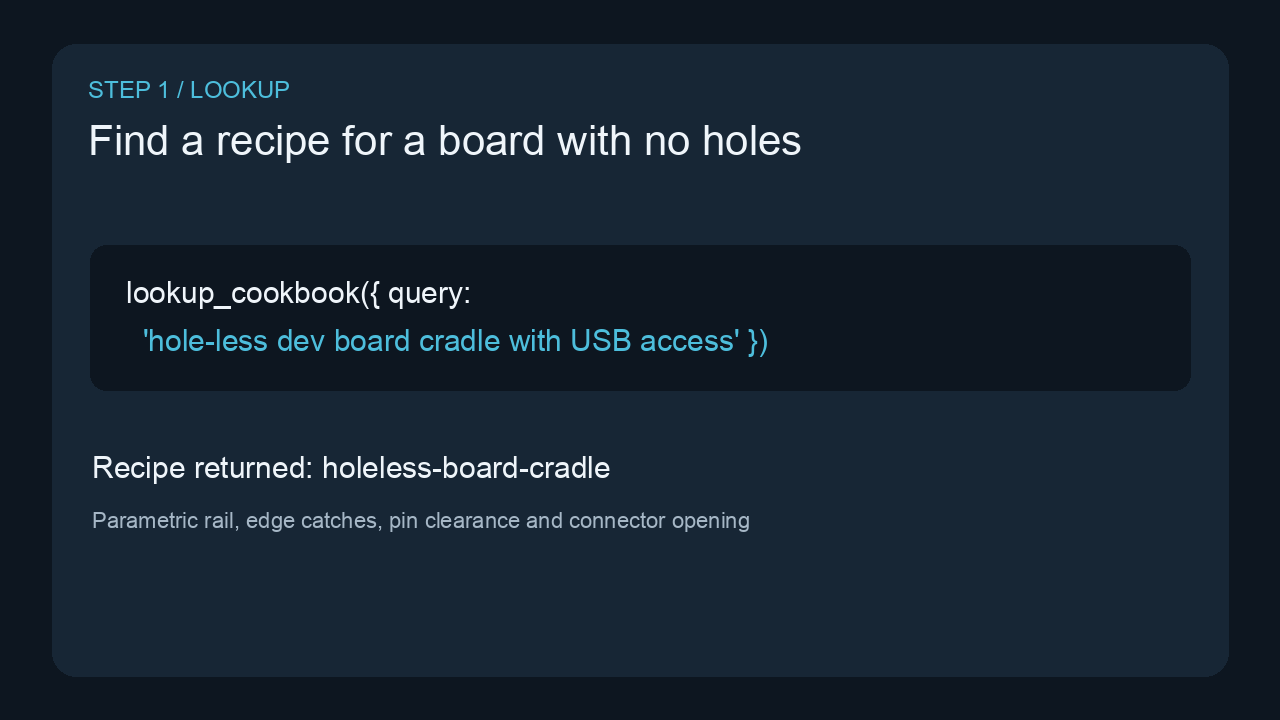 STEP 1 / LOOKUP
Find a recipe for a board with no holes
lookup_cookbook({ query:
'hole-less dev board cradle with USB access' })
Recipe returned: holeless-board-cradle
Parametric rail, edge catches, pin clearance and connector opening